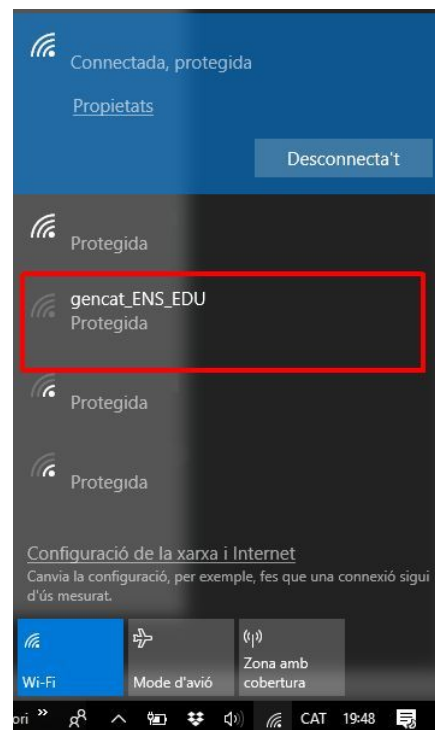 Connectada, protegida
Propietats
Desconnecta't
Protegida
gencat_ENS_EDU
Protegida
Protegida
Protegida
Configuració de la xarxa i Internet
Canvia la configuració, per exemple, fes que una connexió sigui
d'ús mesurat.
Wi-Fi
Mode d'avió
Zona amb
cobertura
ori » CAT 19:48